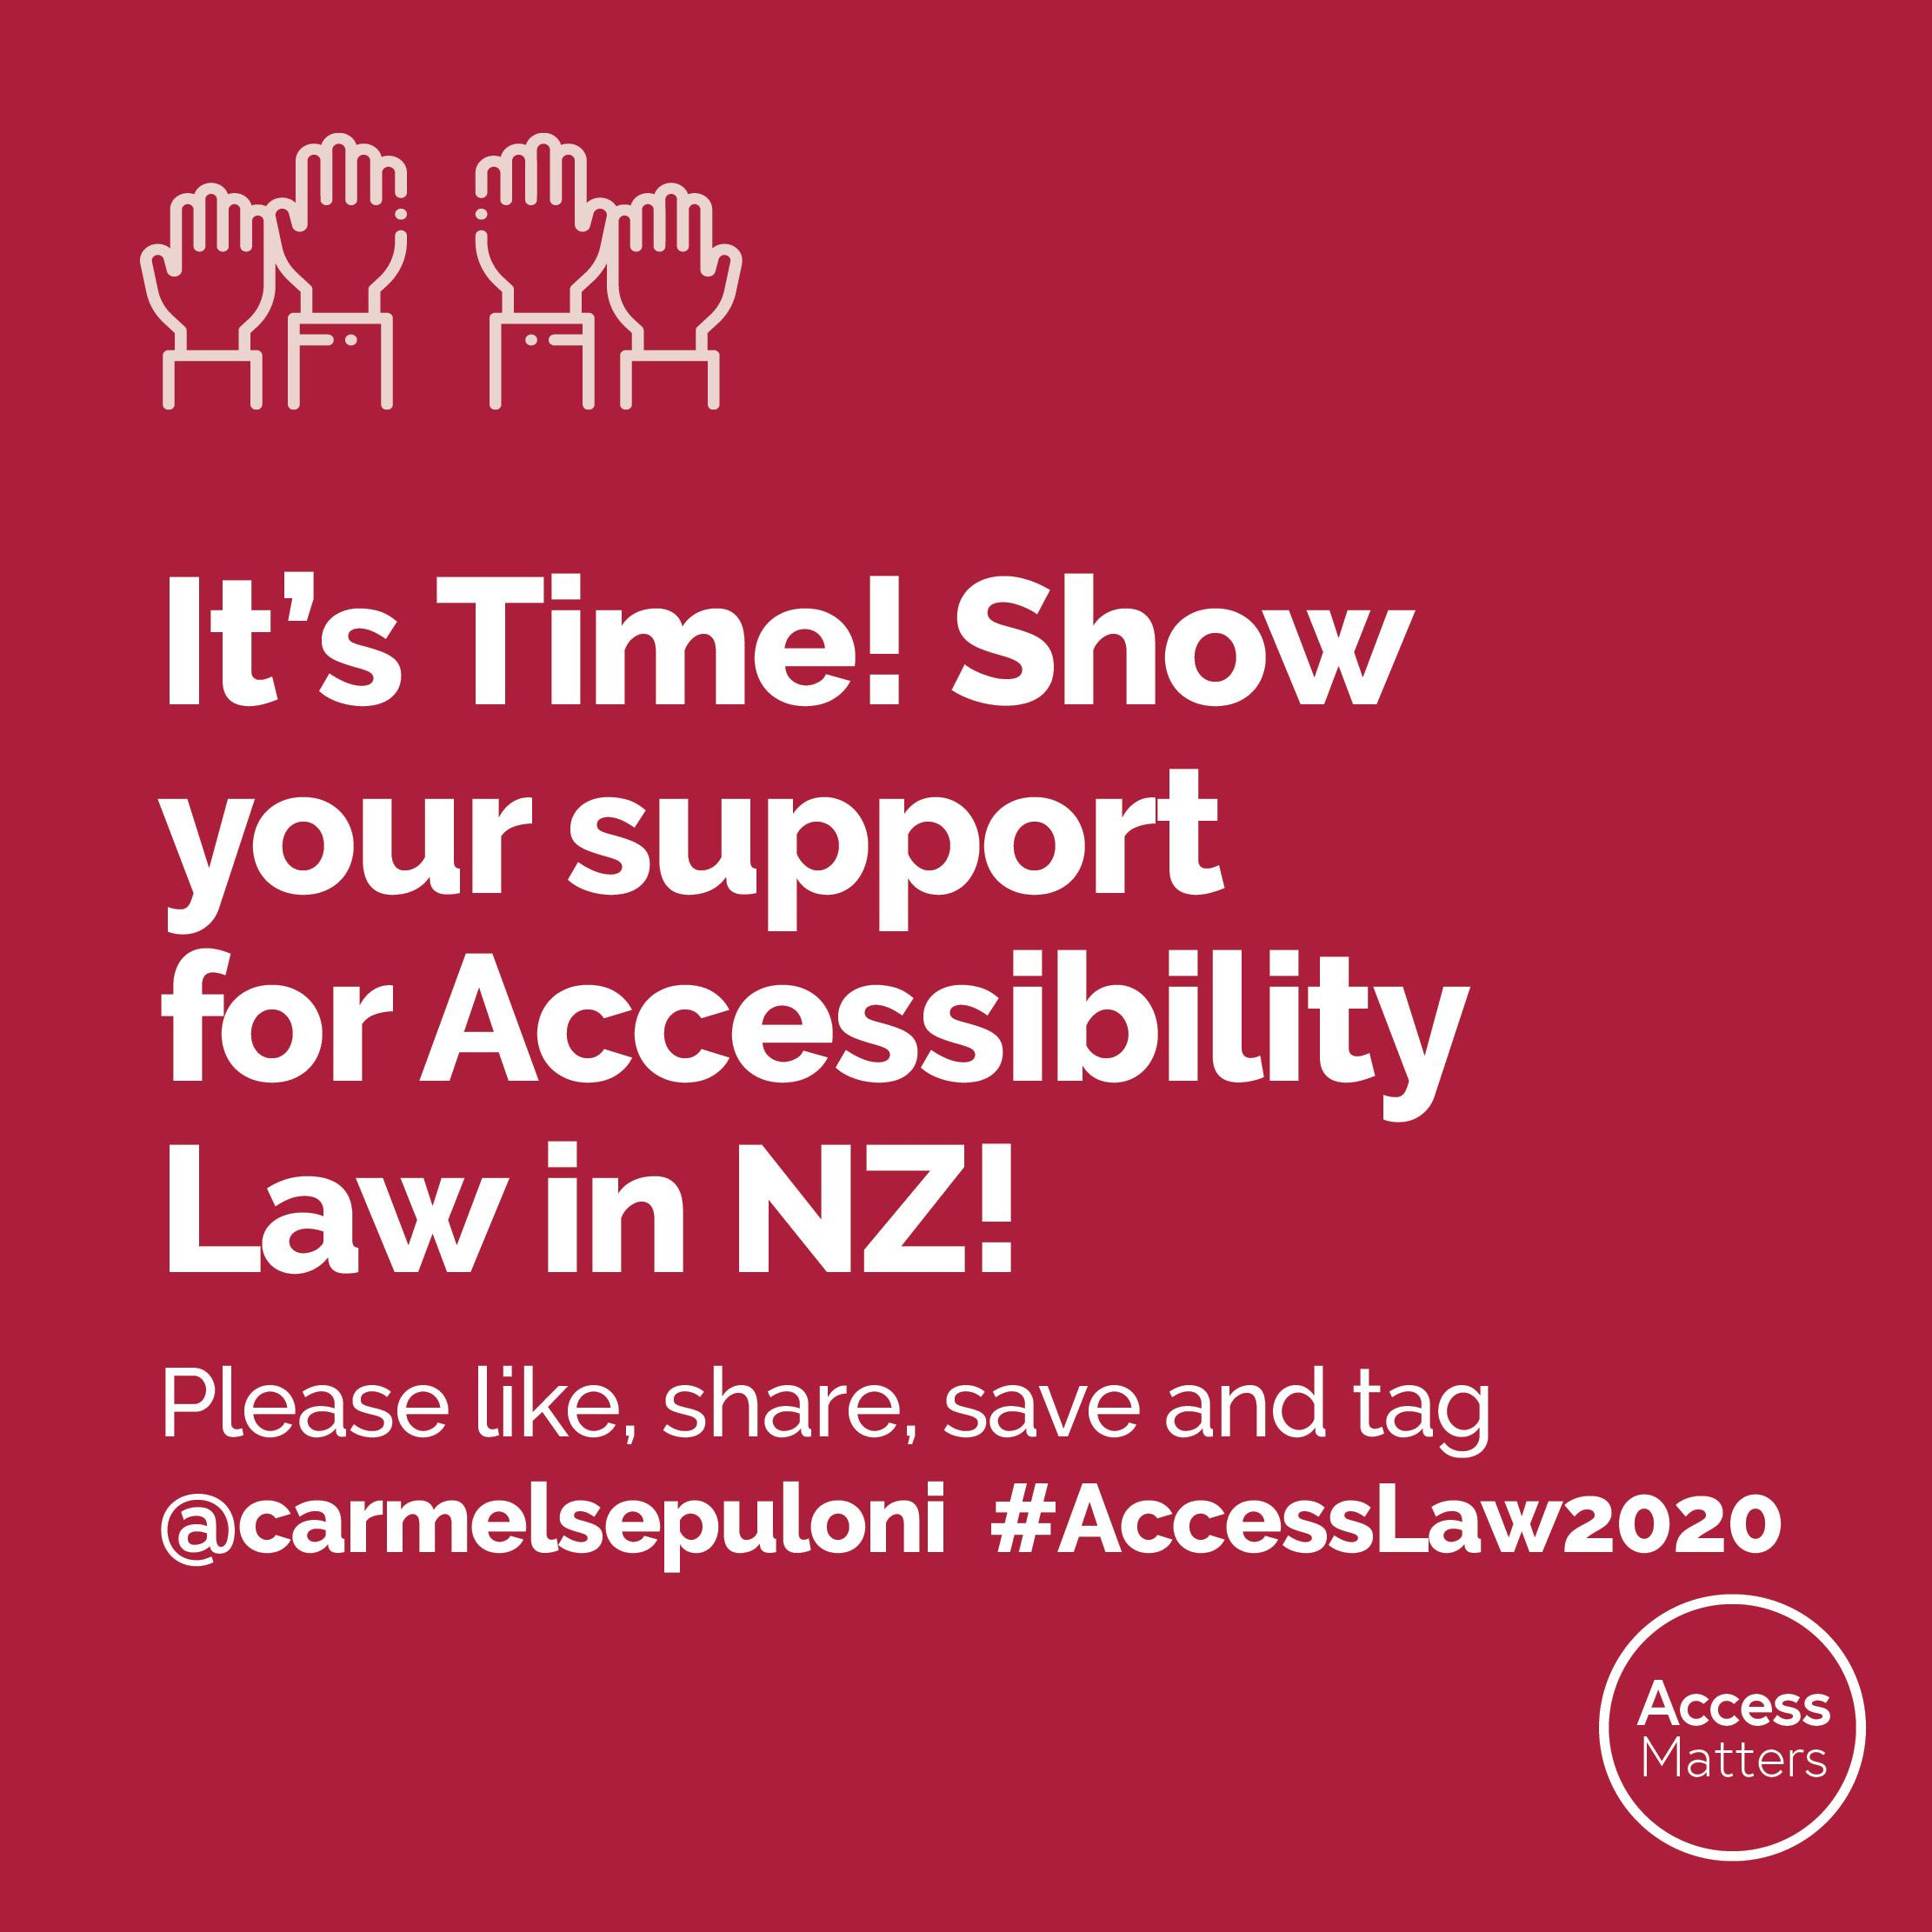 It’s Time! Show
your support
for Accessibility
Law in NZ!
Please like, share, save and tag
@carmelsepuloni #AccessLaw2020
Access
Matters